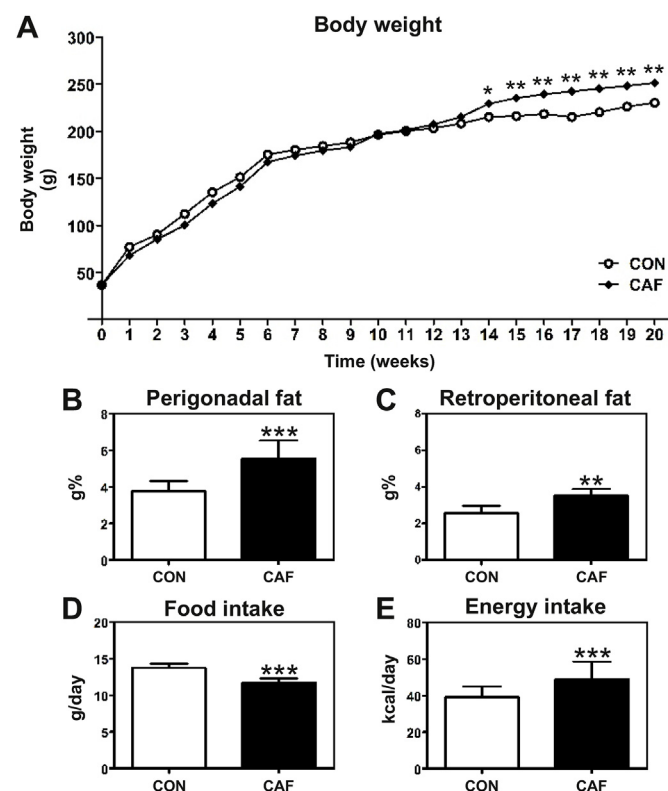 A
Body weight
300
250
200
150
100
50
Body weight
(g)
* ** ** ** ** ** **
CON
CAF
0 1 2 3 4 5 6 7 8 9 10 11 12 13 14 15 16 17 18 19 20
Time (weeks)
B
Perigonadal fat
8
6
4
2
0
g%
***
CON CAF
C
Retroperitoneal fat
8
6
4
2
0
g%
**
CON CAF
D
Food intake
20
15
10
5
0
g/day
***
CON CAF
E
Energy intake
80
60
40
20
0
kcal/day
***
CON CAF